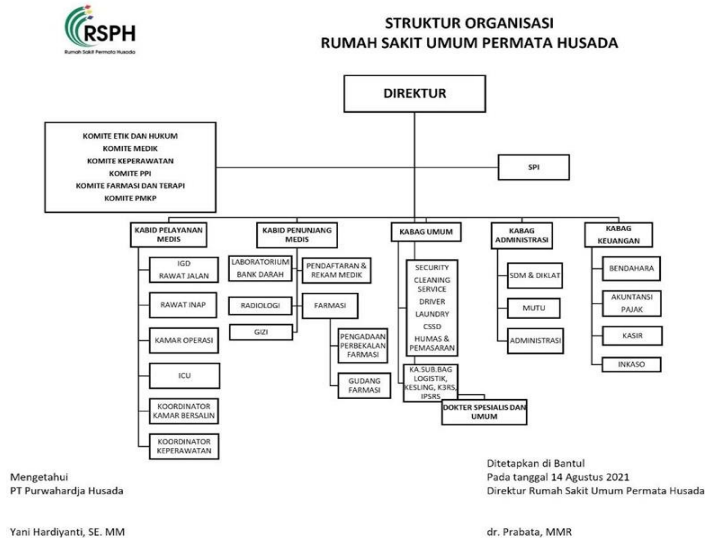 RSPH
Rumah Sakit Permata Husada
STRUKTUR ORGANISASI
RUMAH SAKIT UMUM PERMATA HUSADA
DIREKTUR
KOMITE ETIK DAN HUKUM
KOMITE MEDIK
KOMITE KEPERAWATAN
KOMITE PPI
KOMITE FARMASI DAN TERAPI
KOMITE PMKP
SPI
KABID PELAYANAN
MEDIS
IGD
RAWAT JALAN
RAWAT INAP
KAMAR OPERASI
ICU
KOORDINATOR
KAMAR BERSALIN
KOORDINATOR
KEPERAWATAN
KABID PENUNJANG
MEDIS
LABORATORIUM
BANK DARAH
RADIOLOGI
GIZI
PENDAFTARAN &
REKAM MEDIK
FARMASI
PENGADAAN
PERBEKALAN
FARMASI
GUDANG
FARMASI
KABAG UMUM
SECURITY
CLEANING
SERVICE
DRIVER
LAUNDRY
CSSD
HUMAS &
PEMASARAN
KA.SUB.BAG
LOGISTIK,
KESLING, K3RS,
IPSRS
DOKTER SPESIALIS DAN
UMUM
KABAG
ADMINISTRASI
SDM & DIKLAT
MUTU
ADMINISTRASI
KABAG
KEUANGAN
BENDAHARA
AKUNTANSI
PAJAK
KASIR
INKASO
Mengetahui
PT Purwahardja Husada
Yani Hardiyanti, SE. MM
Ditetapkan di Bantul
Pada tanggal 14 Agustus 2021
Direktur Rumah Sakit Umum Permata Husada
dr. Prabata, MMR